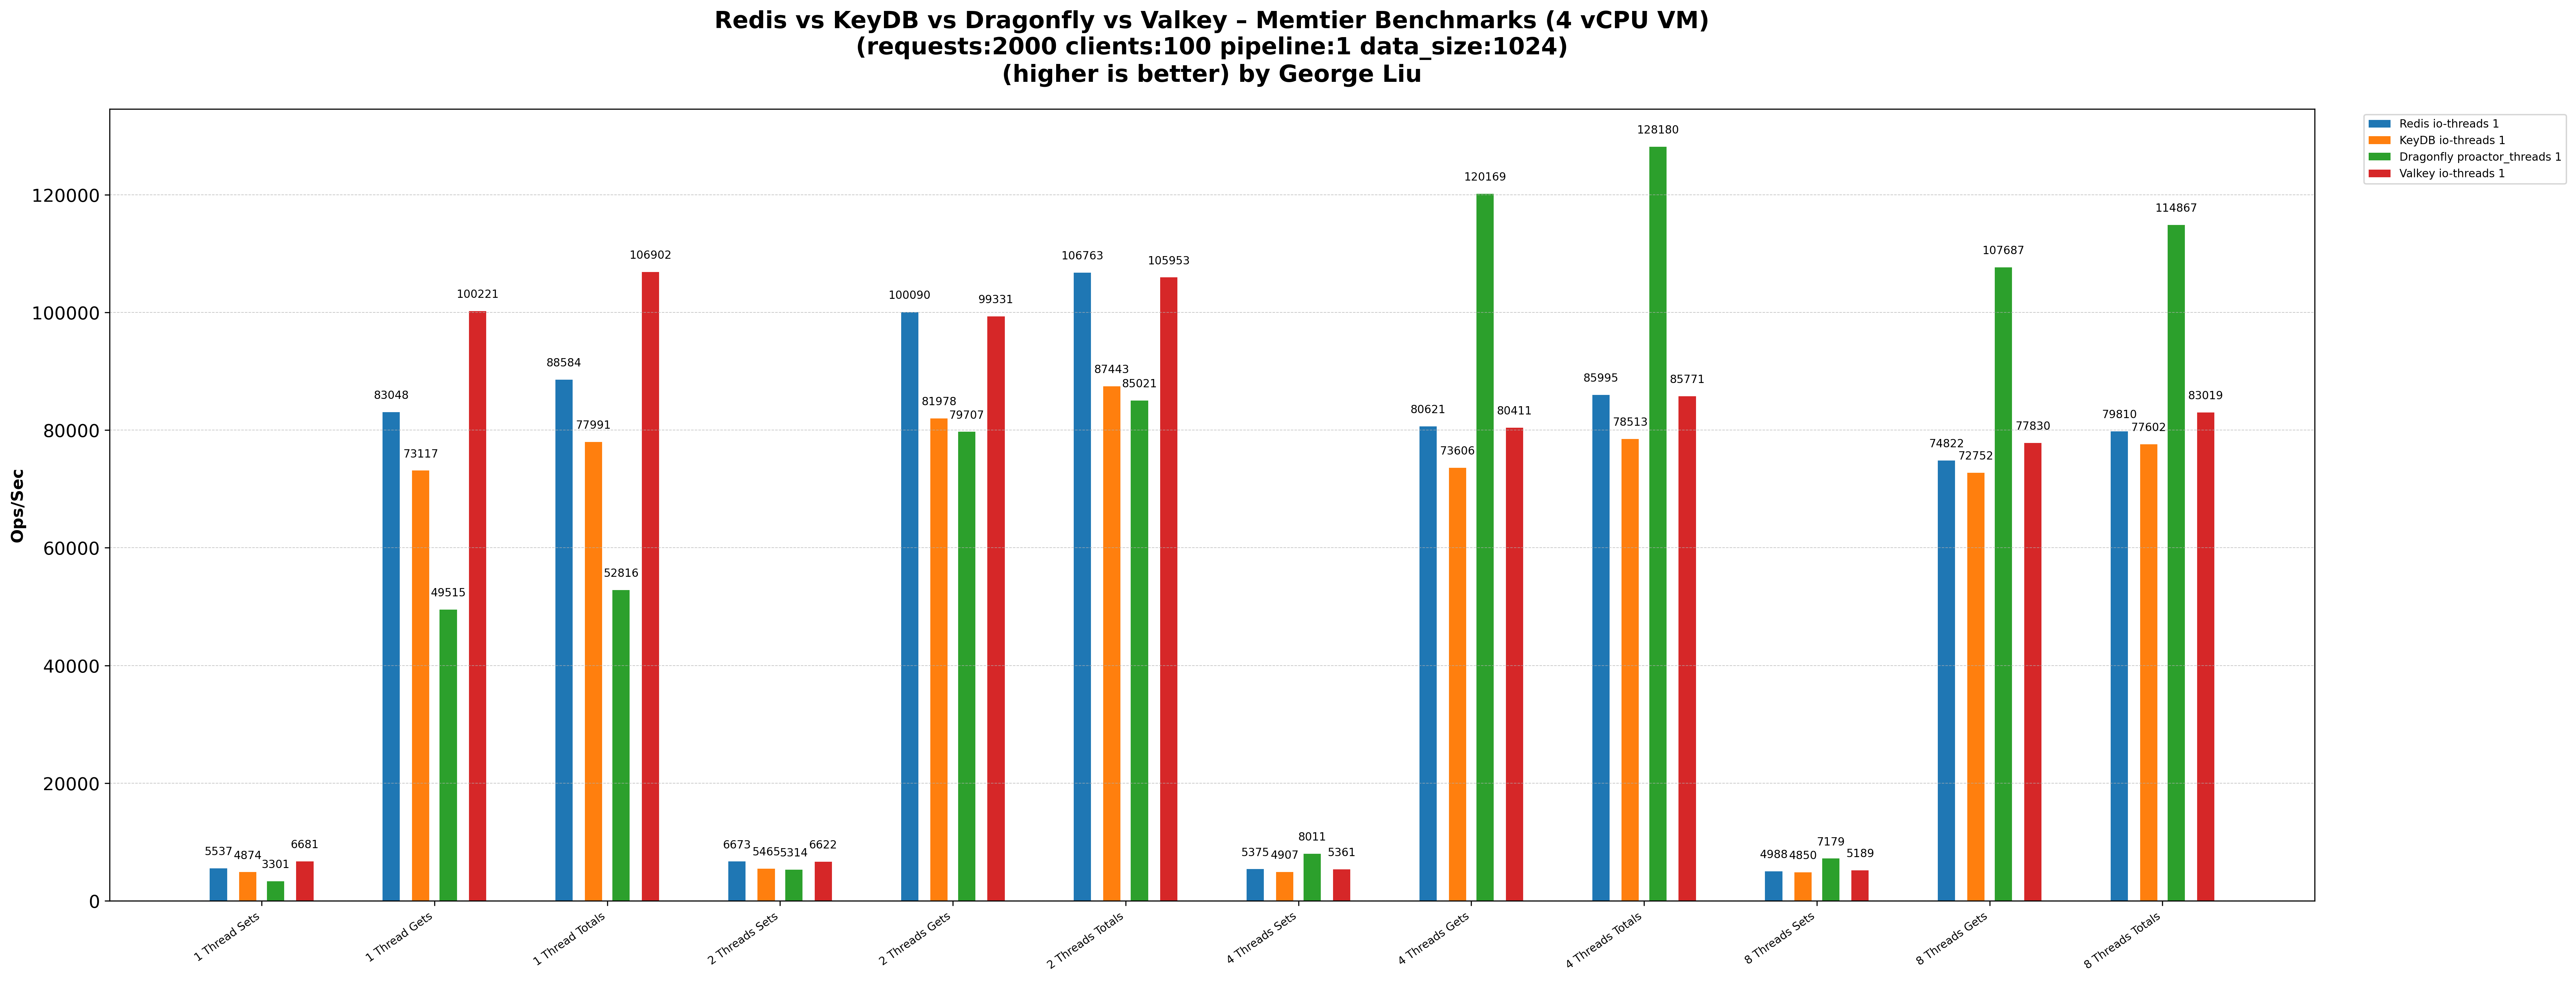 Redis vs KeyDB vs Dragonfly vs Valkey – Memtier Benchmarks (4 vCPU VM)
(requests:2000 clients:100 pipeline:1 data_size:1024)
(higher is better) by George Liu
Redis io-threads 1
KeyDB io-threads 1
Dragonfly proactor_threads 1
Valkey io-threads 1
Ops/Sec
120000
100000
80000
60000
40000
20000
0
5537
4874
3301
6681
83048
73117
49515
100221
88584
77991
52816
106902
6673
5465
5314
6622
100090
81978
79707
99331
106763
87443
85021
105953
5375
4907
8011
5361
80621
73606
120169
80411
85995
78513
128180
85771
4988
4850
7179
5189
74822
72752
107687
77830
79810
77602
114867
83019
1 Thread Sets
1 Thread Gets
1 Thread Totals
2 Threads Sets
2 Threads Gets
2 Threads Totals
4 Threads Sets
4 Threads Gets
4 Threads Totals
8 Threads Sets
8 Threads Gets
8 Threads Totals